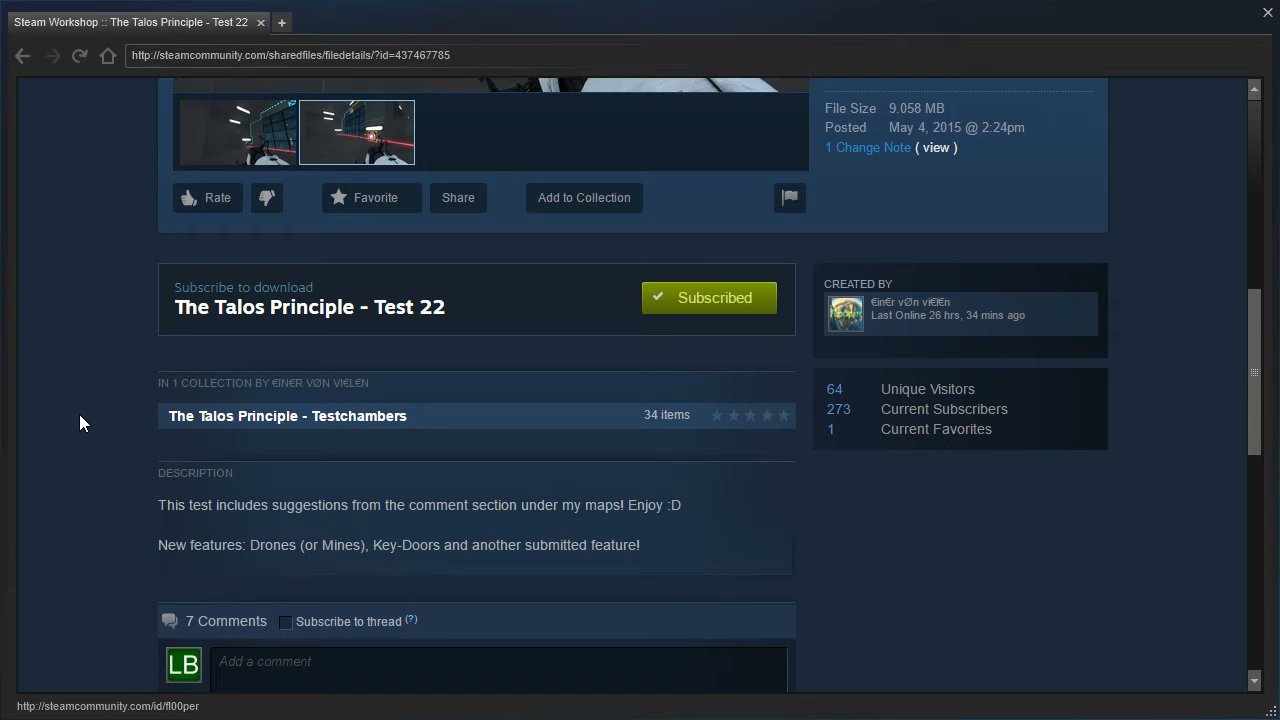 Steam Workshop :: The Talos Principle - Test 22
http://steamcommunity.com/sharedfiles/filedetails/?id=437467785
File Size 9.058 MB
Posted May 4, 2015 @ 2:24pm
1 Change Note ( view )
Rate
Favorite
Share
Add to Collection
Subscribe to download
The Talos Principle - Test 22
Subscribed
CREATED BY
€in€r vØn vi€l€n
Last Online 26 hrs, 34 mins ago
64 Unique Visitors
273 Current Subscribers
1 Current Favorites
IN 1 COLLECTION BY €IN€R VØN VI€L€N
The Talos Principle - Testchambers 34 items
DESCRIPTION
This test includes suggestions from the comment section under my maps! Enjoy :D
New features: Drones (or Mines), Key-Doors and another submitted feature!
7 Comments Subscribe to thread (?)
LB
Add a comment
http://steamcommunity.com/id/fl00per